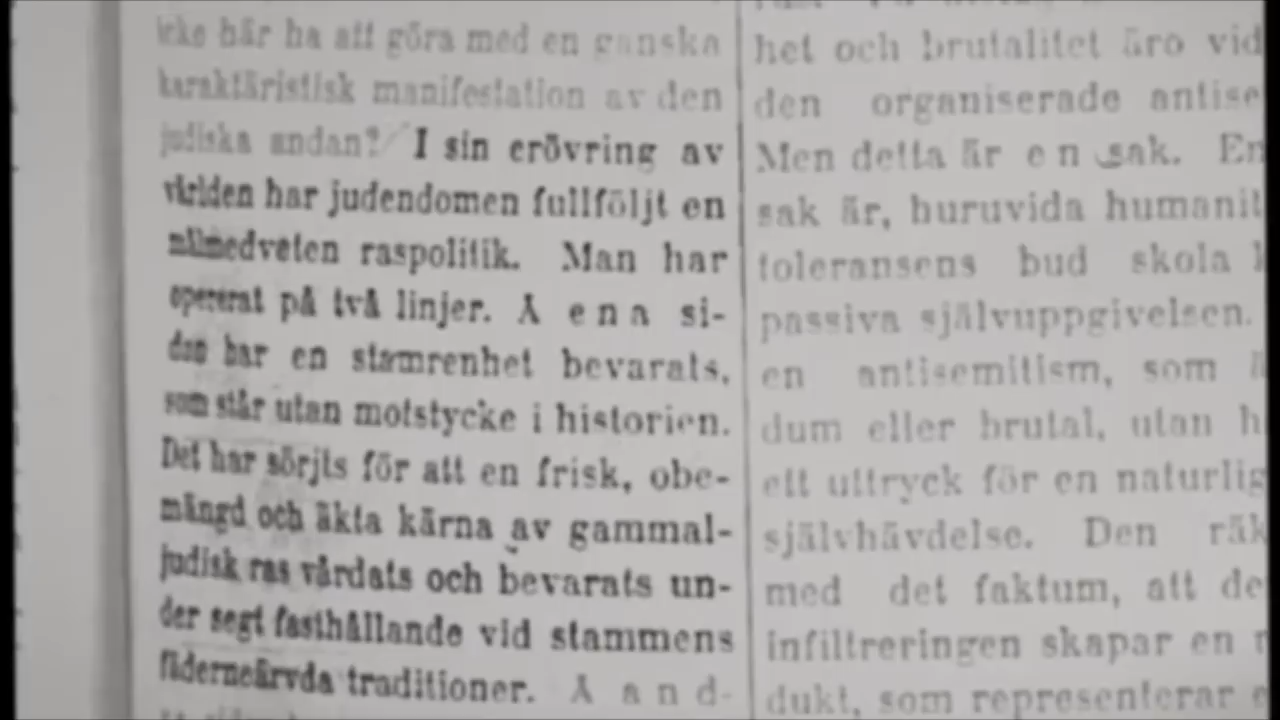 icke här ha att göra med en ganska
karaktäristisk manifestation av den
judiska andan? I sin erövring av
världen har judendomen fullföljt en
målmedveten raspolitik. Man har
opererat på två linjer. Å ena si-
dan har en stamrenhet bevarats,
som står utan motstycke i historien.
Det har sörjts för att en frisk, obe-
mängd och äkta kärna av gammal-
judisk ras vårdats och bevarats un-
der segt fasthållande vid stammens
fäderneärvda traditioner. Å and-
het och brutalitet äro vid
den organiserade antise
Men detta är en sak. En
sak är, huruvida humanit
toleransens bud skola
passiva självuppgivelsen.
en antisemitism, som
dum eller brutal, utan h
ett uttryck för en naturlig
självhävdelse. Den räk
med det faktum, att de
infiltreringen skapar en
dukt, som representerar